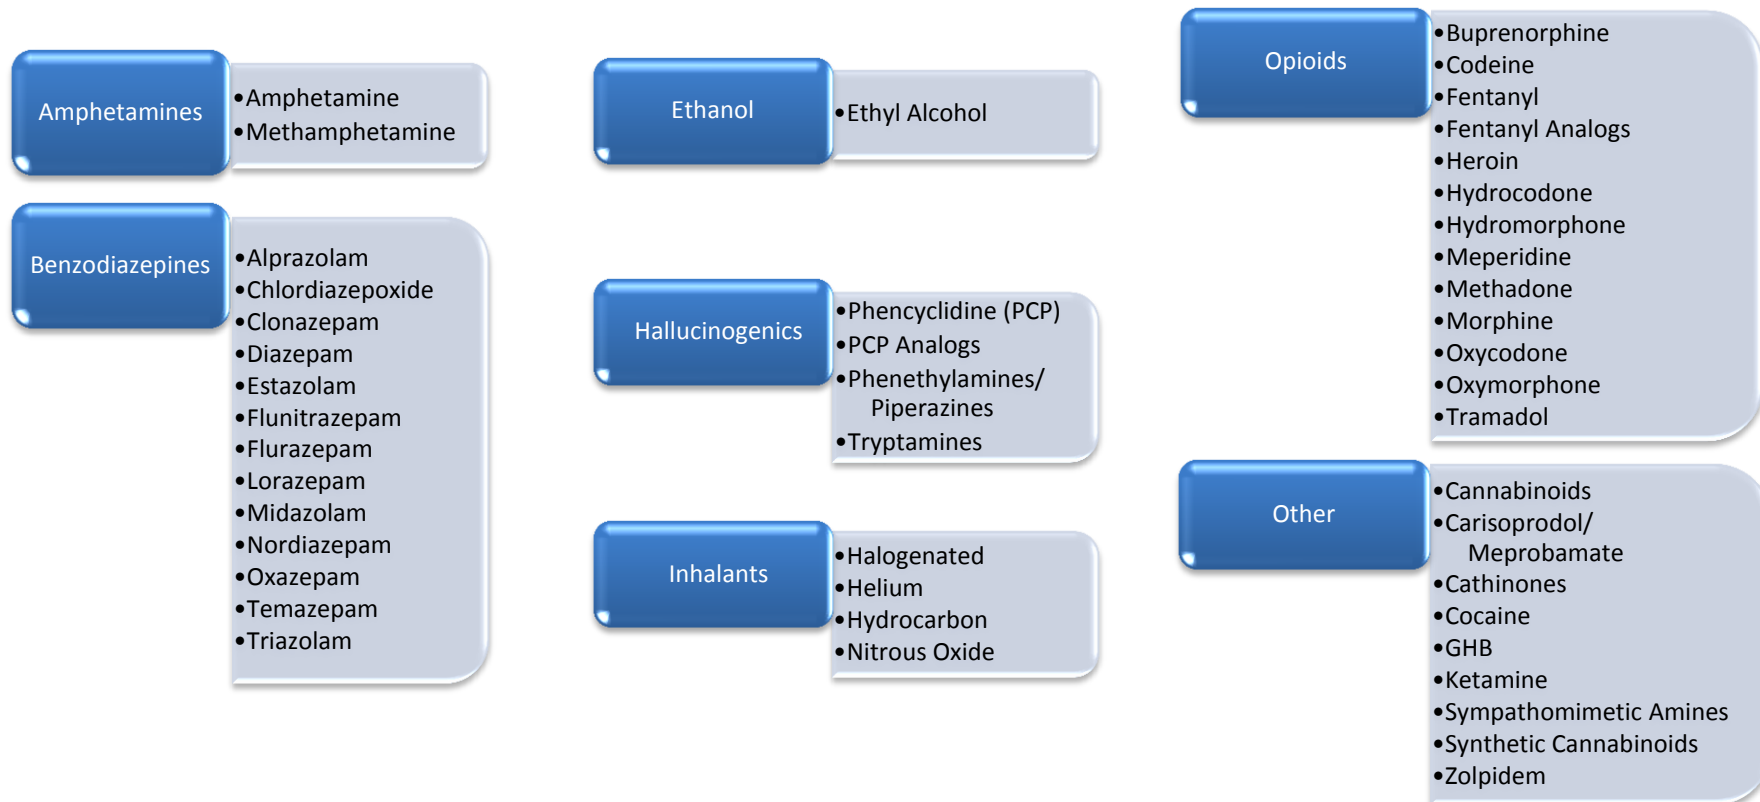 Amphetamines
•Amphetamine
•Methamphetamine
Benzodiazepines
•Alprazolam
•Chlordiazepoxide
•Clonazepam
•Diazepam
•Estazolam
•Flunitrazepam
•Flurazepam
•Lorazepam
•Midazolam
•Nordiazepam
•Oxazepam
•Temazepam
•Triazolam
Ethanol
•Ethyl Alcohol
Hallucinogenics
•Phencyclidine (PCP)
•PCP Analogs
•Phenethylamines/
Piperazines
•Tryptamines
Inhalants
•Halogenated
•Helium
•Hydrocarbon
•Nitrous Oxide
Opioids
•Buprenorphine
•Codeine
•Fentanyl
•Fentanyl Analogs
•Heroin
•Hydrocodone
•Hydromorphone
•Meperidine
•Methadone
•Morphine
•Oxycodone
•Oxymorphone
•Tramadol
Other
•Cannabinoids
•Carisoprodol/
Meprobamate
•Cathinones
•Cocaine
•GHB
•Ketamine
•Sympathomimetic Amines
•Synthetic Cannabinoids
•Zolpidem